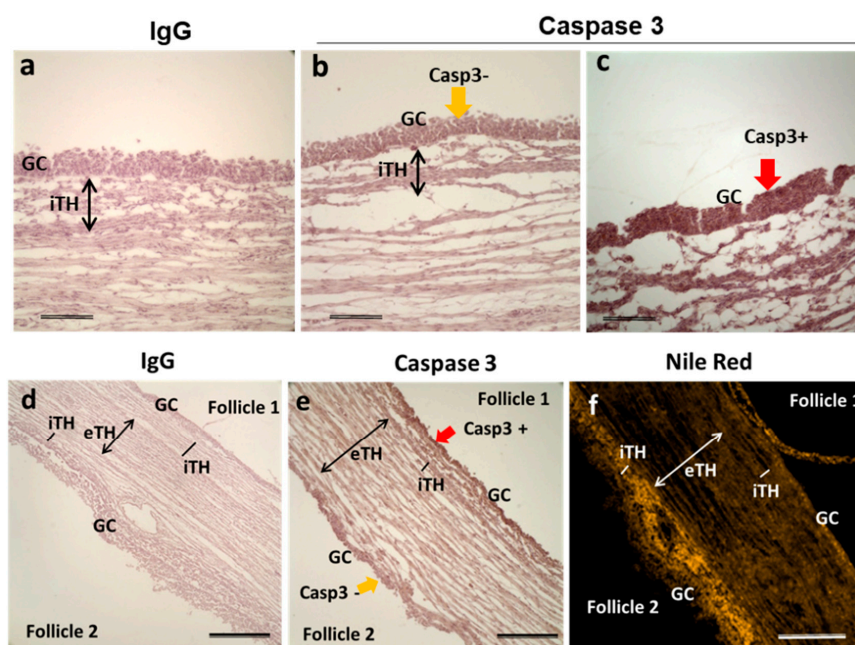 IgG
Caspase 3
a
GC
iTH
b
Casp3-
GC
iTH
c
Casp3+
GC
IgG
Caspase 3
Nile Red
d
GC
Follicle 1
iTH
eTH
iTH
GC
Follicle 2
e
Follicle 1
Casp3 +
eTH
iTH
GC
GC
Casp3 -
Follicle 2
f
Follicle 1
iTH
eTH
iTH
GC
GC
Follicle 2